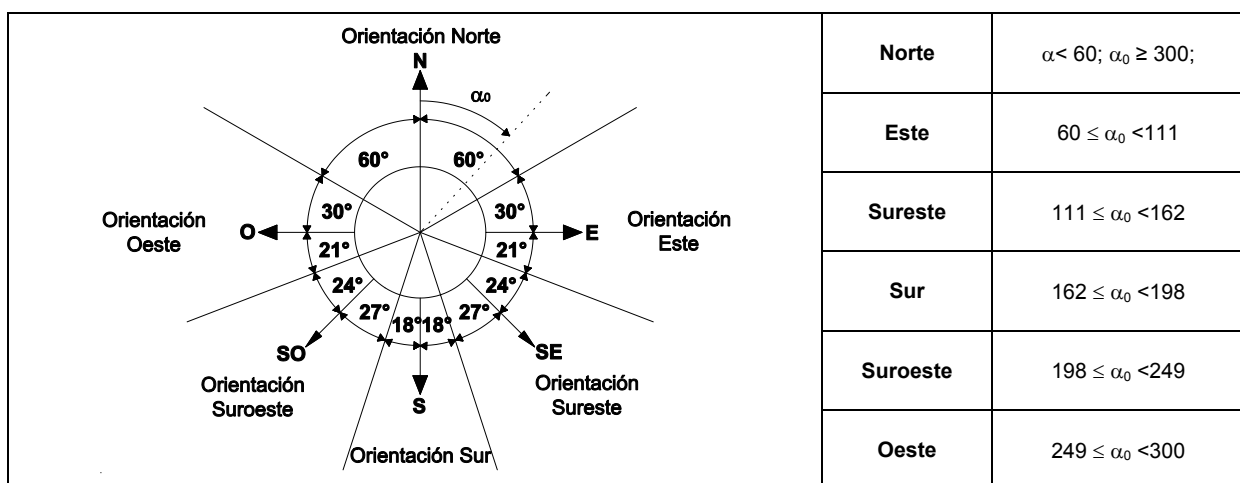 Orientación Norte
N
α₀
60° 60°
30° 30°
Orientación
Oeste
O
E
Orientación
Este
21° 21°
24° 24°
27° 18° 18° 27°
SO
SE
Orientación
Suroeste
S
Orientación
Sureste
Orientación Sur
Norte α< 60; α₀ ≥ 300;
Este 60 ≤ α₀ <111
Sureste 111 ≤ α₀ <162
Sur 162 ≤ α₀ <198
Suroeste 198 ≤ α₀ <249
Oeste 249 ≤ α₀ <300